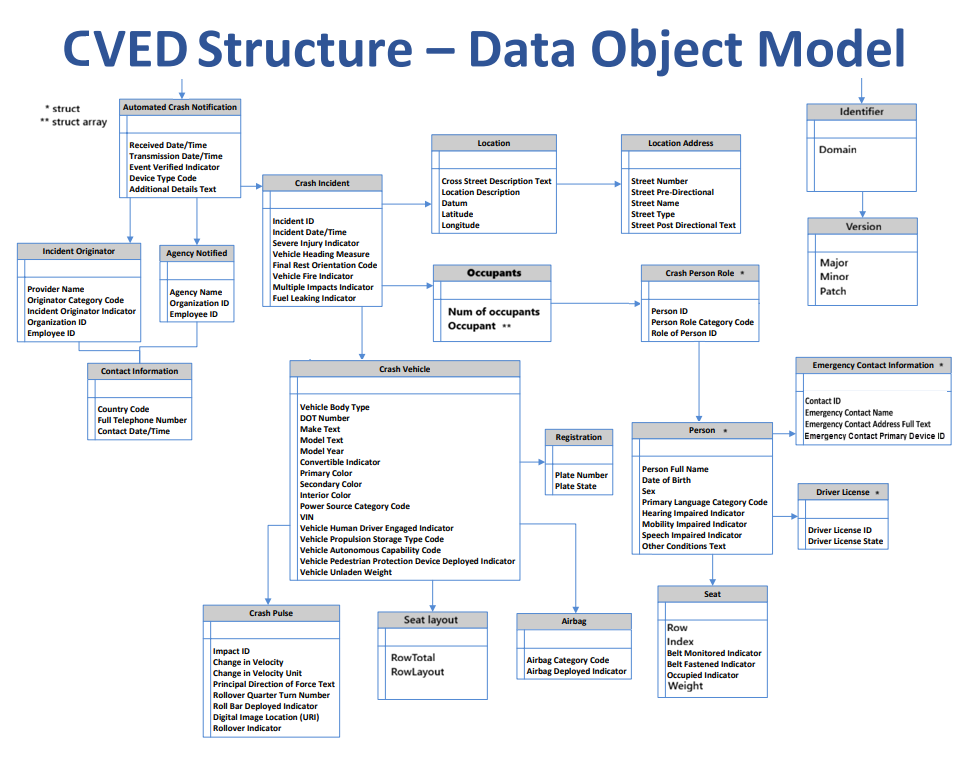 CVED Structure – Data Object Model
* struct
** struct array
Automated Crash Notification
Received Date/Time
Transmission Date/Time
Event Verified Indicator
Device Type Code
Additional Details Text
Incident Originator
Provider Name
Originator Category Code
Incident Originator Indicator
Organization ID
Employee ID
Agency Notified
Agency Name
Organization ID
Employee ID
Contact Information
Country Code
Full Telephone Number
Contact Date/Time
Crash Incident
Incident ID
Incident Date/Time
Severe Injury Indicator
Vehicle Heading Measure
Final Rest Orientation Code
Vehicle Fire Indicator
Multiple Impacts Indicator
Fuel Leaking Indicator
Location
Cross Street Description Text
Location Description
Datum
Latitude
Longitude
Location Address
Street Number
Street Pre-Directional
Street Name
Street Type
Street Post Directional Text
Identifier
Domain
Version
Major
Minor
Patch
Occupants
Num of occupants
Occupant **
Crash Person Role *
Person ID
Person Role Category Code
Role of Person ID
Crash Vehicle
Vehicle Body Type
DOT Number
Make Text
Model Text
Model Year
Convertible Indicator
Primary Color
Secondary Color
Interior Color
Power Source Category Code
VIN
Vehicle Human Driver Engaged Indicator
Vehicle Propulsion Storage Type Code
Vehicle Autonomous Capability Code
Vehicle Pedestrian Protection Device Deployed Indicator
Vehicle Unladen Weight
Registration
Plate Number
Plate State
Person *
Person Full Name
Date of Birth
Sex
Primary Language Category Code
Hearing Impaired Indicator
Mobility Impaired Indicator
Speech Impaired Indicator
Other Conditions Text
Emergency Contact Information *
Contact ID
Emergency Contact Name
Emergency Contact Address Full Text
Emergency Contact Primary Device ID
Driver License *
Driver License ID
Driver License State
Crash Pulse
Impact ID
Change in Velocity
Change in Velocity Unit
Principal Direction of Force Text
Rollover Quarter Turn Number
Roll Bar Deployed Indicator
Digital Image Location (URI)
Rollover Indicator
Seat layout
RowTotal
RowLayout
Airbag
Airbag Category Code
Airbag Deployed Indicator
Seat
Row
Index
Belt Monitored Indicator
Belt Fastened Indicator
Occupied Indicator
Weight